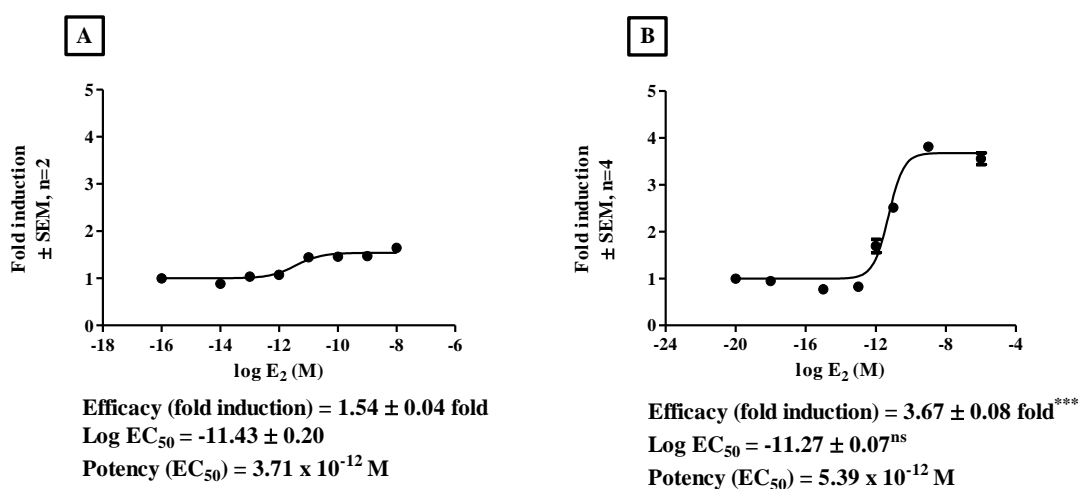 A
Fold induction
± SEM, n=2
5
4
3
2
1
0
-18 -16 -14 -12 -10 -8 -6
log E₂ (M)
Efficacy (fold induction) = 1.54 ± 0.04 fold
Log EC₅₀ = -11.43 ± 0.20
Potency (EC₅₀) = 3.71 x 10⁻¹² M
B
Fold induction
± SEM, n=4
5
4
3
2
1
0
-24 -20 -16 -12 -8 -4
log E₂ (M)
Efficacy (fold induction) = 3.67 ± 0.08 fold***
Log EC₅₀ = -11.27 ± 0.07ⁿˢ
Potency (EC₅₀) = 5.39 x 10⁻¹² M